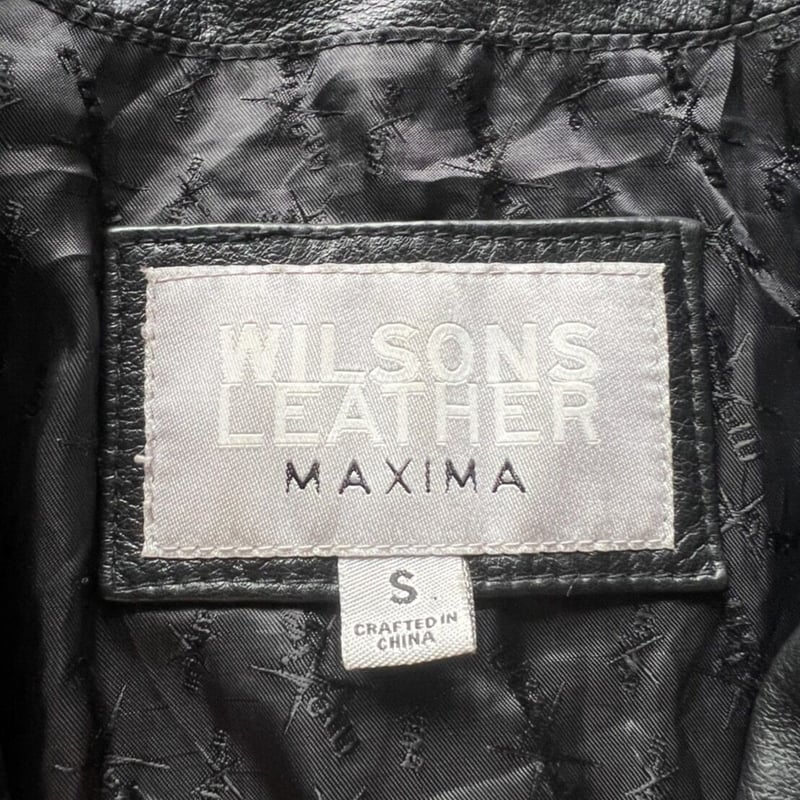 WILSONS
LEATHER
MAXIMA
S
CRAFTED IN
CHINA